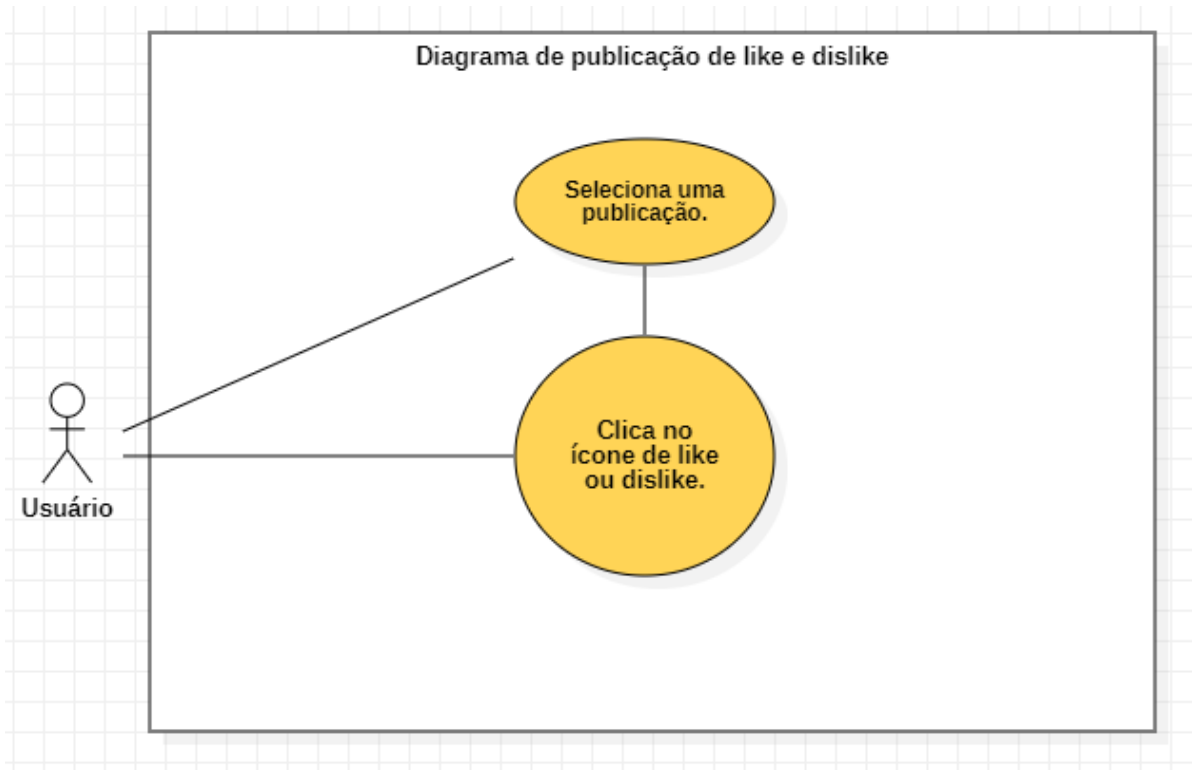 Diagrama de publicação de like e dislike
Seleciona uma
publicação.
Clica no
ícone de like
ou dislike.
Usuário